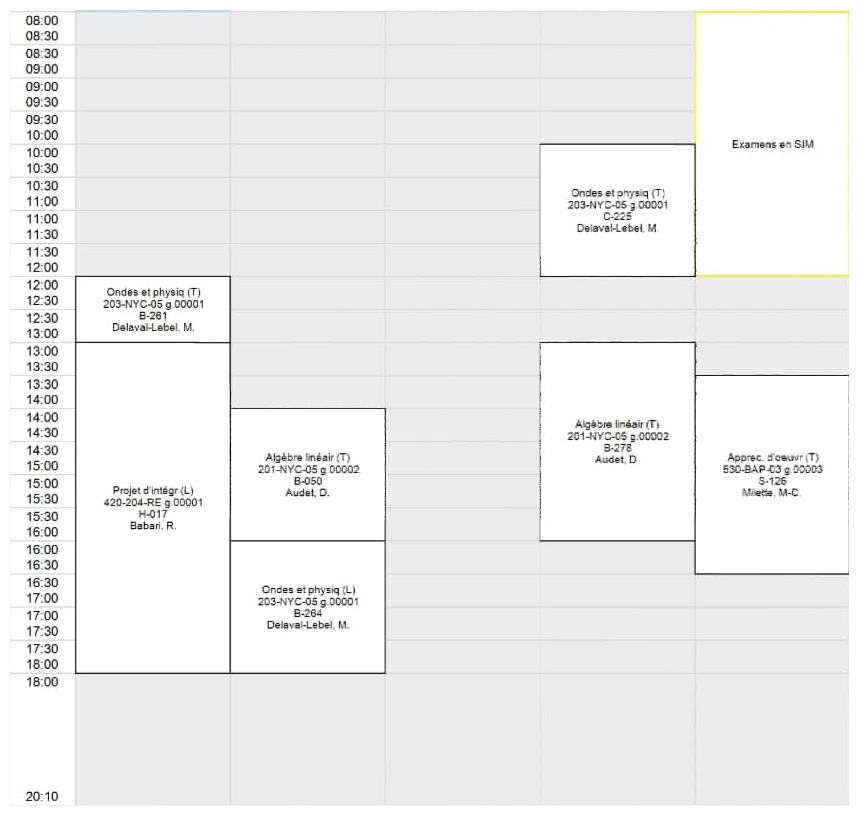 08:00
08:30
08:30
09:00
09:00
09:30
09:30
10:00
10:00
10:30
10:30
11:00
11:00
11:30
11:30
12:00
12:00
12:30
12:30
13:00
13:00
13:30
13:30
14:00
14:00
14:30
14:30
15:00
15:00
15:30
15:30
16:00
16:00
16:30
16:30
17:00
17:00
17:30
17:30
18:00
18:00
20:10
Ondes et physiq (T)
203-NYC-05 g.00001
B-261
Delaval-Lebel, M.
Projet d'intégr (L)
420-204-RE g.00001
H-017
Babari, R.
Algèbre linéair (T)
201-NYC-05 g.00002
B-050
Audet, D.
Ondes et physiq (L)
203-NYC-05 g.00001
B-264
Delaval-Lebel, M.
Ondes et physiq (T)
203-NYC-05 g.00001
C-225
Delaval-Lebel, M.
Algèbre linéair (T)
201-NYC-05 g.00002
B-278
Audet, D.
Examens en SIM
Apprec. d'oeuvr (T)
530-BAP-03 g.00003
S-126
Milette, M-C.